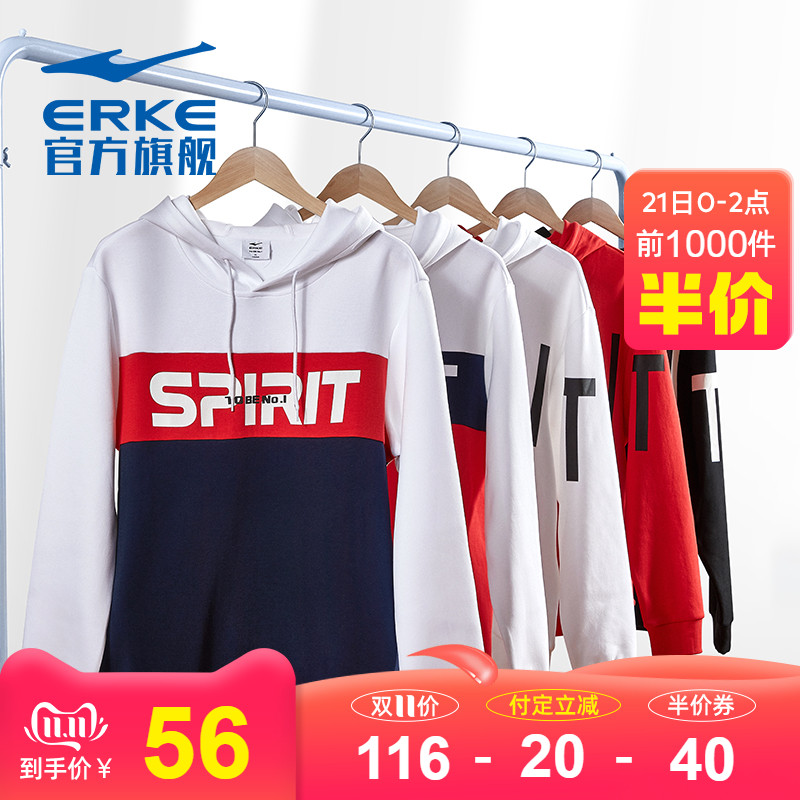 ERKE
官方旗舰
21日0-2点
前1000件
半价
SPIRIT
TO BE No.1
T
IT
IT
T
11.11
到手价¥
56
双11价
付定立减
半价券
116 - 20 - 40